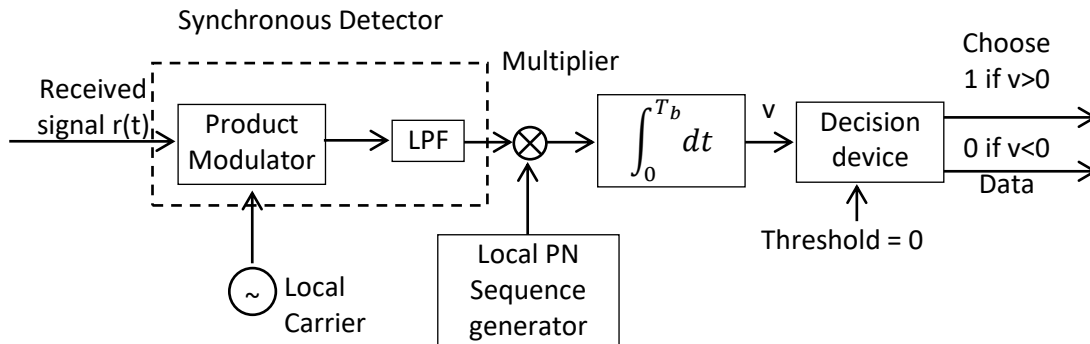 Synchronous Detector
Multiplier
Choose
1 if v>0
Received
signal r(t)
Product
Modulator
LPF
∫₀^{T_b} dt
v
Decision
device
0 if v<0
Data
Threshold = 0
~
Local
Carrier
Local PN
Sequence
generator